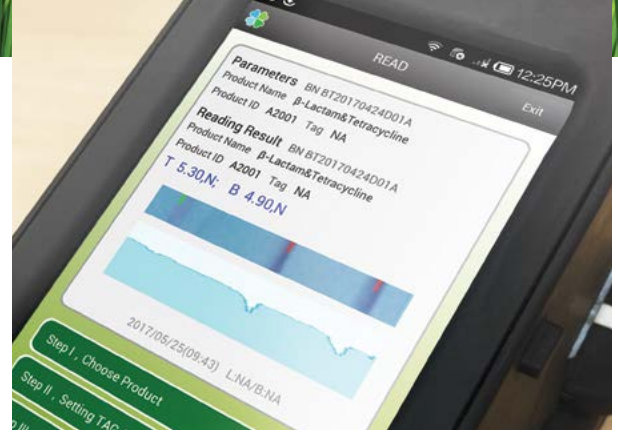 12:25PM
READ
Exit
Parameters BN BT20170424D01A
Product Name β-Lactam&Tetracycline
Product ID A2001 Tag NA
Reading Result BN BT20170424D01A
Product Name β-Lactam&Tetracycline
Product ID A2001 Tag NA
T 5.30,N; B 4.90,N
2017/05/25(09:43) L:NA/B:NA
Step I , Choose Product
Step II , Setting TAG